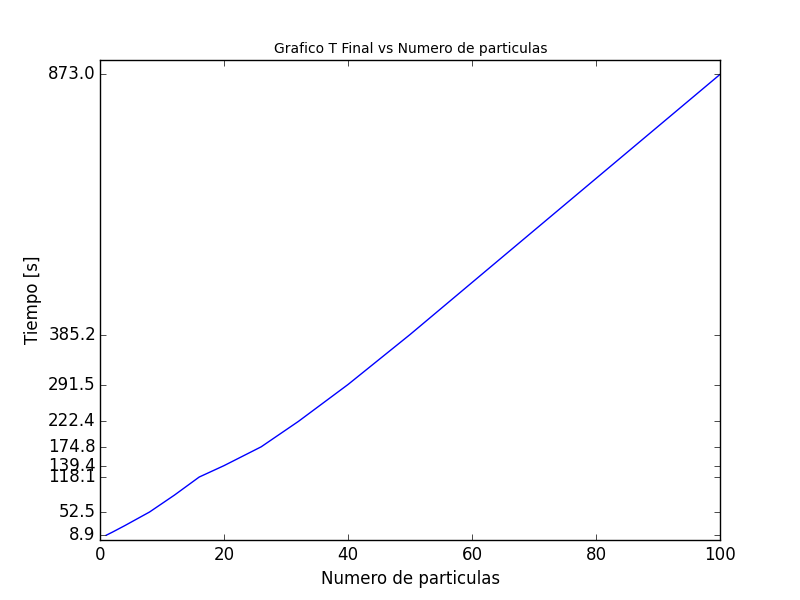 Grafico T Final vs Numero de particulas
873.0
385.2
291.5
222.4
174.8
139.4
118.1
52.5
8.9
Tiempo [s]
0 20 40 60 80 100
Numero de particulas